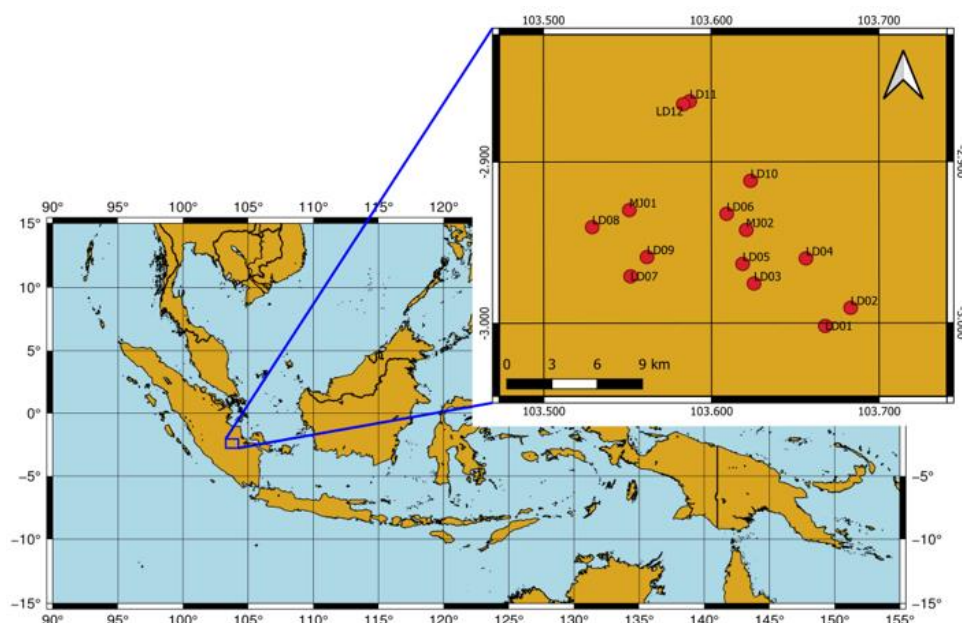 103.500 103.600 103.700
LD11
LD12
-2.900 -2.900
LD10
MJ01 LD06
LD08 MJ02
LD09 LD05 LD04
LD07 LD03
LD02
-3.000 LD01 -3.000
0 3 6 9 km
103.500 103.600 103.700
90° 95° 100° 105° 110° 115° 120°
15°
10°
5°
0°
−5° −5°
−10° −10°
−15° −15°
90° 95° 100° 105° 110° 115° 120° 125° 130° 135° 140° 145° 150° 155°